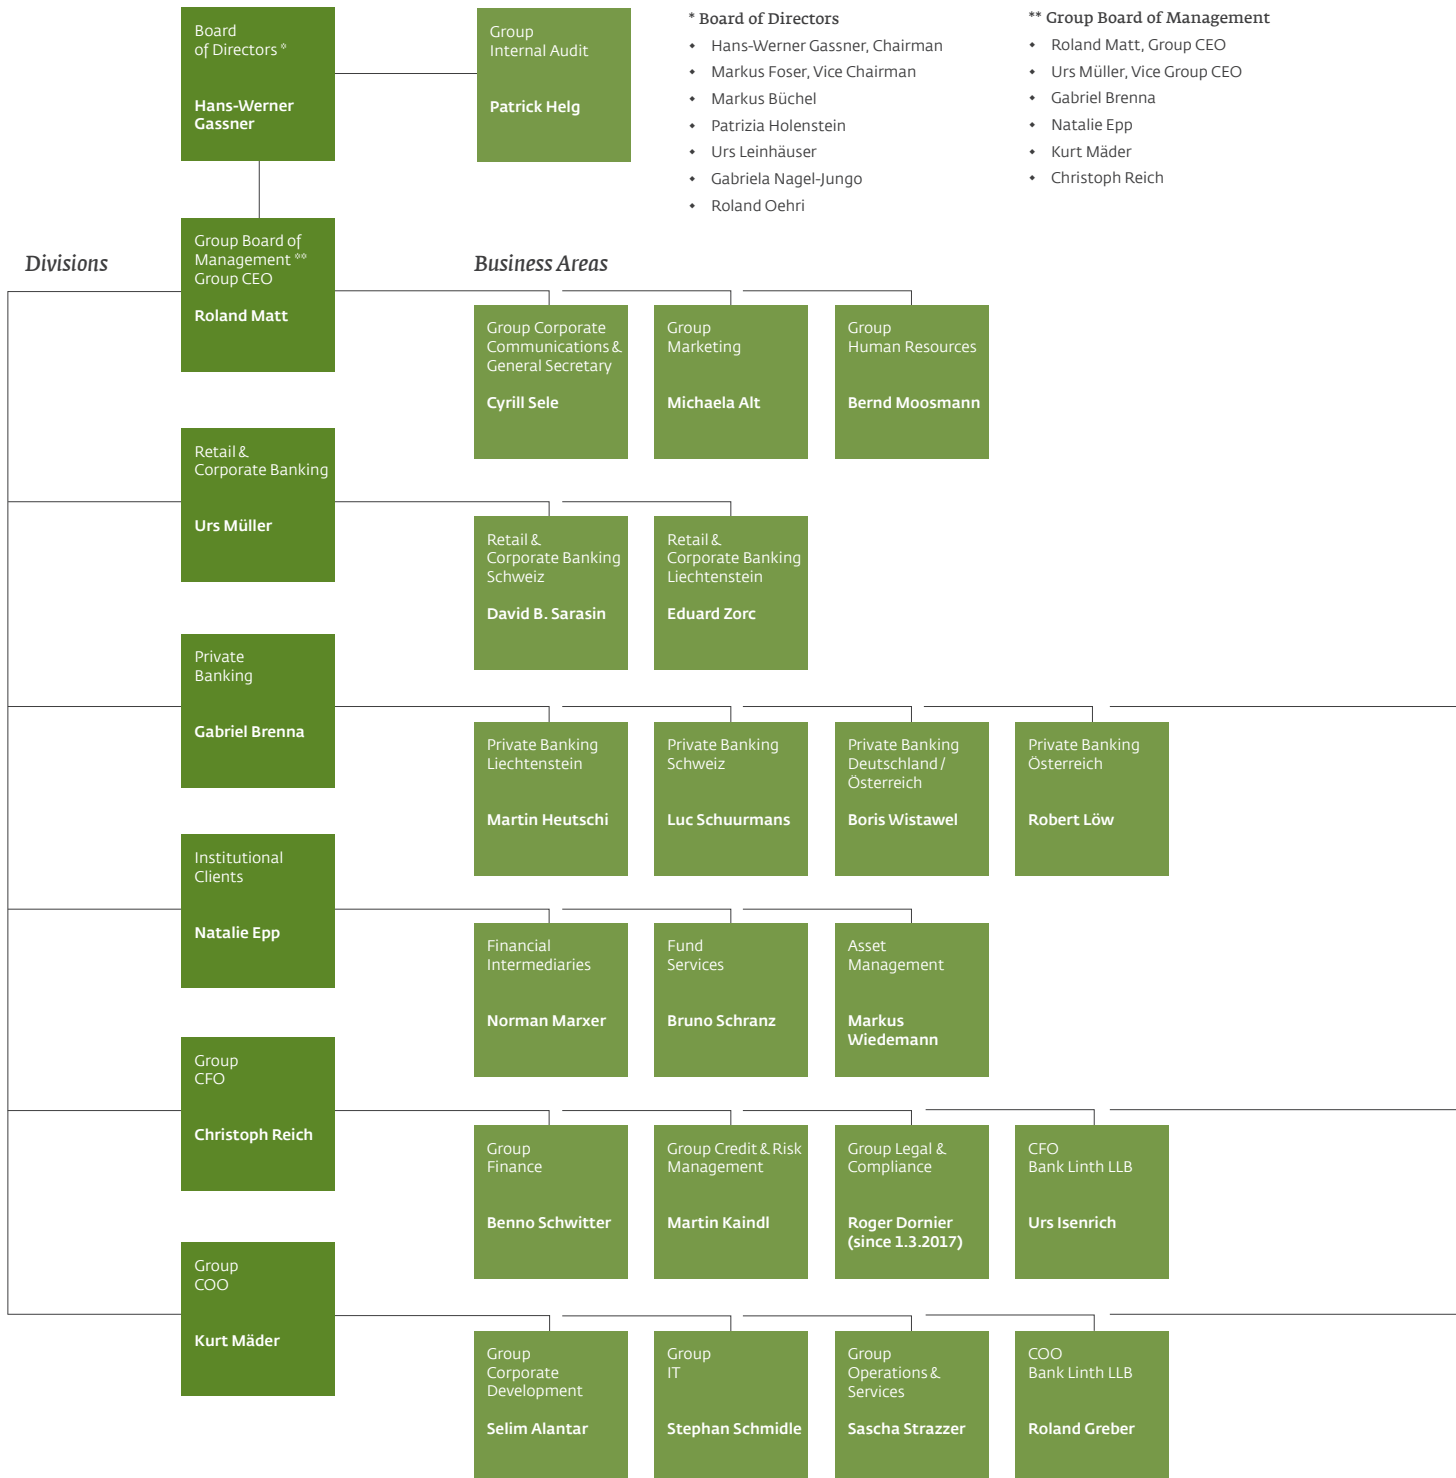 Board
of Directors *
Hans-Werner
Gassner
Group
Internal Audit
Patrick Helg
* Board of Directors
• Hans-Werner Gassner, Chairman
• Markus Foser, Vice Chairman
• Markus Büchel
• Patrizia Holenstein
• Urs Leinhäuser
• Gabriela Nagel-Jungo
• Roland Oehri
** Group Board of Management
• Roland Matt, Group CEO
• Urs Müller, Vice Group CEO
• Gabriel Brenna
• Natalie Epp
• Kurt Mäder
• Christoph Reich
Divisions
Group Board of
Management **
Group CEO
Roland Matt
Business Areas
Group Corporate
Communications &
General Secretary
Cyrill Sele
Group
Marketing
Michaela Alt
Group
Human Resources
Bernd Moosmann
Retail &
Corporate Banking
Urs Müller
Retail &
Corporate Banking
Schweiz
David B. Sarasin
Retail &
Corporate Banking
Liechtenstein
Eduard Zorc
Private
Banking
Gabriel Brenna
Private Banking
Liechtenstein
Martin Heutschi
Private Banking
Schweiz
Luc Schuurmans
Private Banking
Deutschland /
Österreich
Boris Wistawel
Private Banking
Österreich
Robert Löw
Institutional
Clients
Natalie Epp
Financial
Intermediaries
Norman Marxer
Fund
Services
Bruno Schranz
Asset
Management
Markus
Wiedemann
Group
CFO
Christoph Reich
Group
Finance
Benno Schwitter
Group Credit & Risk
Management
Martin Kaindl
Group Legal &
Compliance
Roger Dornier
(since 1.3.2017)
CFO
Bank Linth LLB
Urs Isenrich
Group
COO
Kurt Mäder
Group
Corporate
Development
Selim Alantar
Group
IT
Stephan Schmidle
Group
Operations &
Services
Sascha Strazzer
COO
Bank Linth LLB
Roland Greber